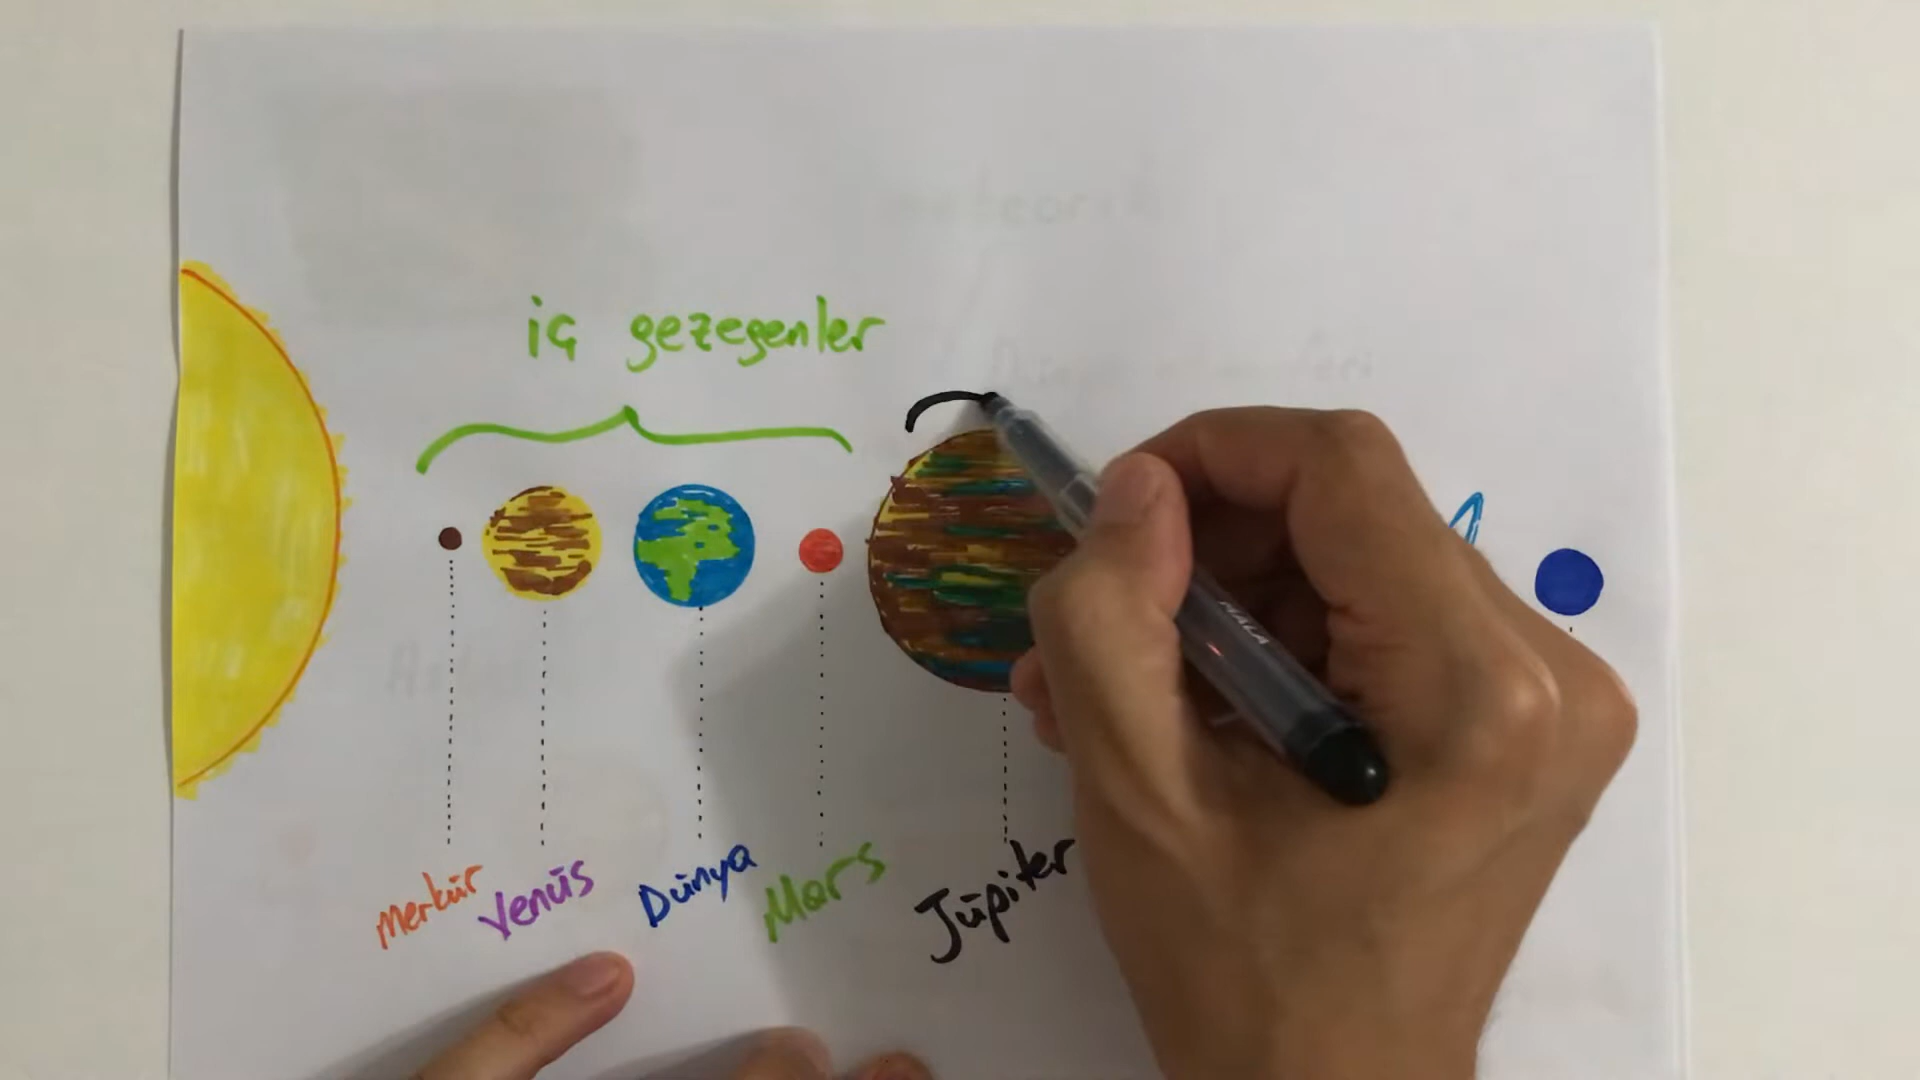 iç gezegenler
Merkür
Venüs
Dünya
Mars
Jüpiter